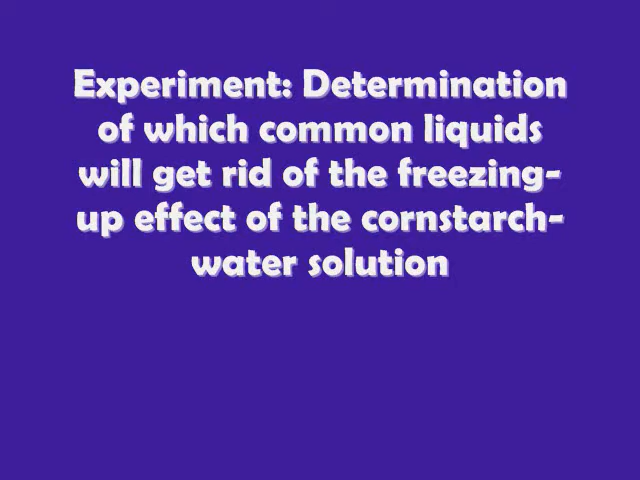 Experiment: Determination
of which common liquids
will get rid of the freezing-
up effect of the cornstarch-
water solution